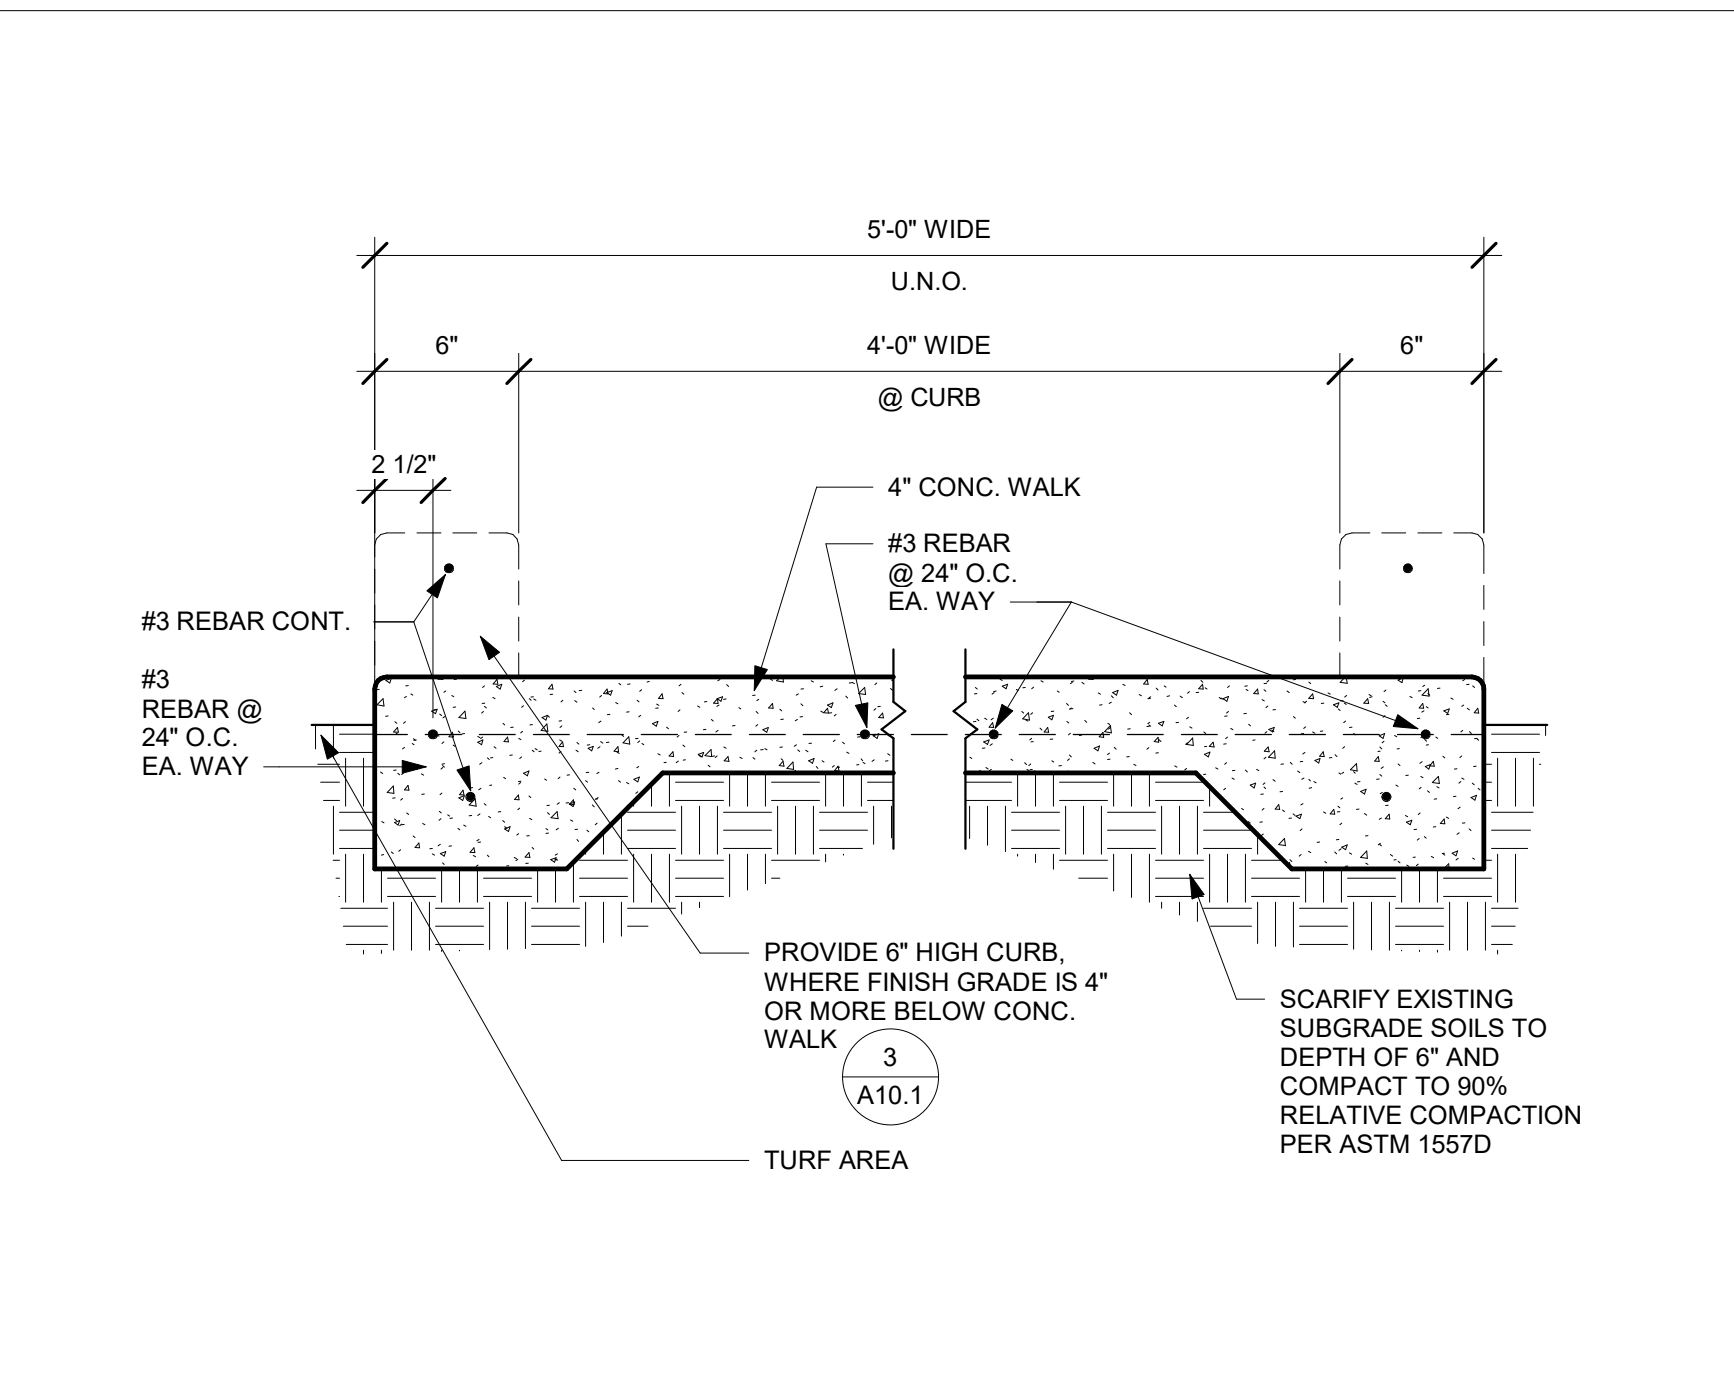 5'-0" WIDE
U.N.O.
6"
4'-0" WIDE
6"
@ CURB
2 1/2"
4" CONC. WALK
#3 REBAR
@ 24" O.C.
EA. WAY
#3 REBAR CONT.
#3
REBAR @
24" O.C.
EA. WAY
PROVIDE 6" HIGH CURB,
WHERE FINISH GRADE IS 4"
OR MORE BELOW CONC.
WALK
3
A10.1
TURF AREA
SCARIFY EXISTING
SUBGRADE SOILS TO
DEPTH OF 6" AND
COMPACT TO 90%
RELATIVE COMPACTION
PER ASTM 1557D